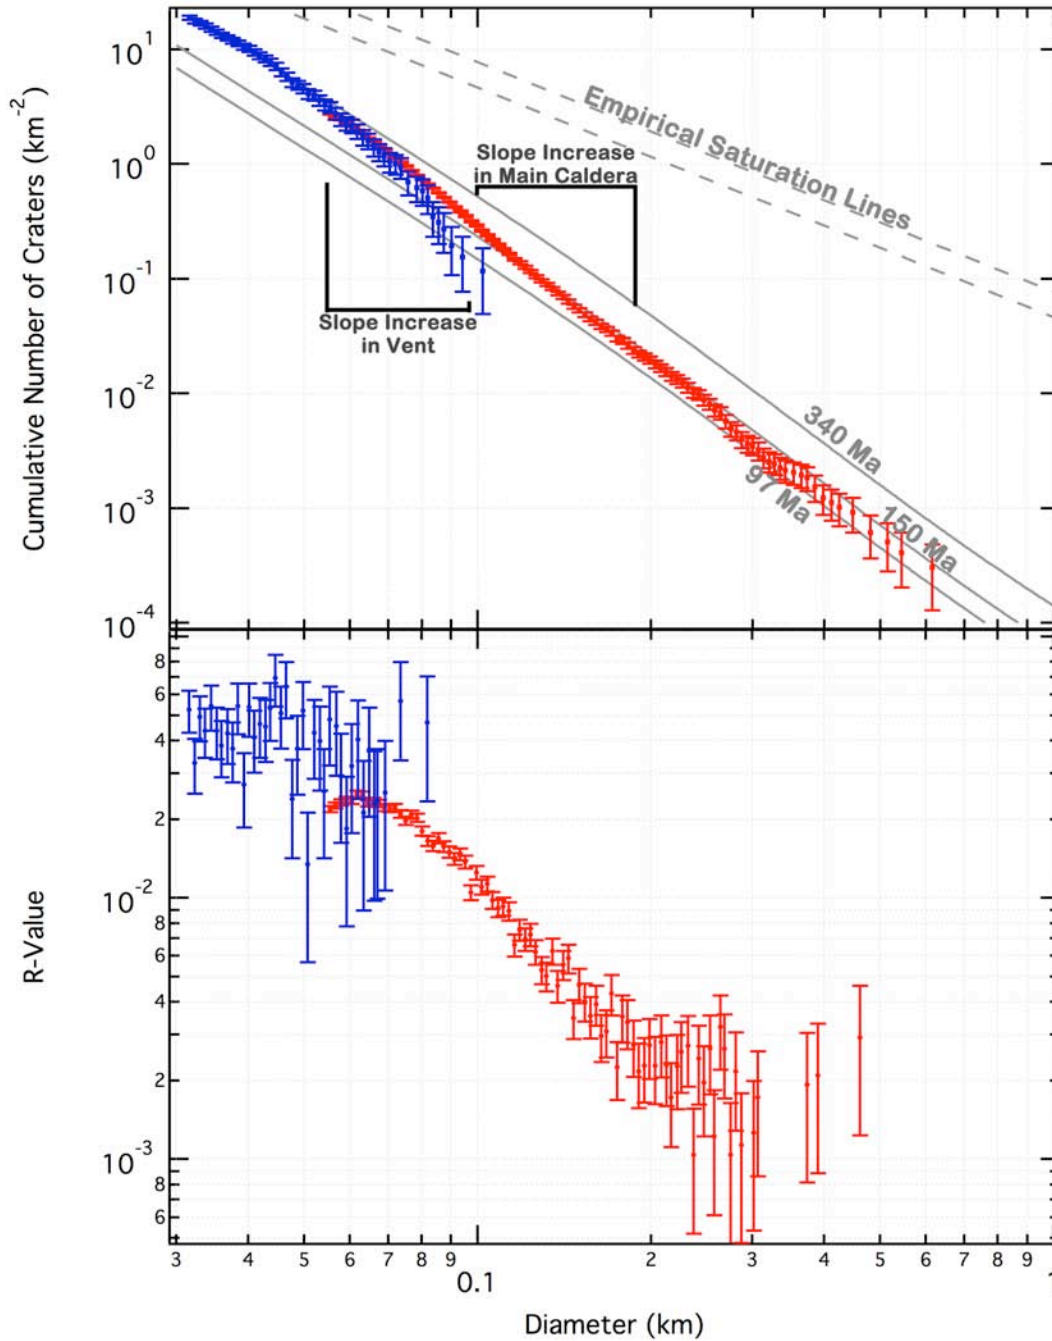 Cumulative Number of Craters (km⁻²)
10¹
10⁰
10⁻¹
10⁻²
10⁻³
10⁻⁴
Empirical Saturation Lines
Slope Increase
in Main Caldera
Slope Increase
in Vent
340 Ma
150 Ma
97 Ma
R-Value
8
6
4
2
10⁻²
8
6
4
2
10⁻³
8
6
3 4 5 6 7 8 9 0.1 2 3 4 5 6 7 8 9 1
Diameter (km)